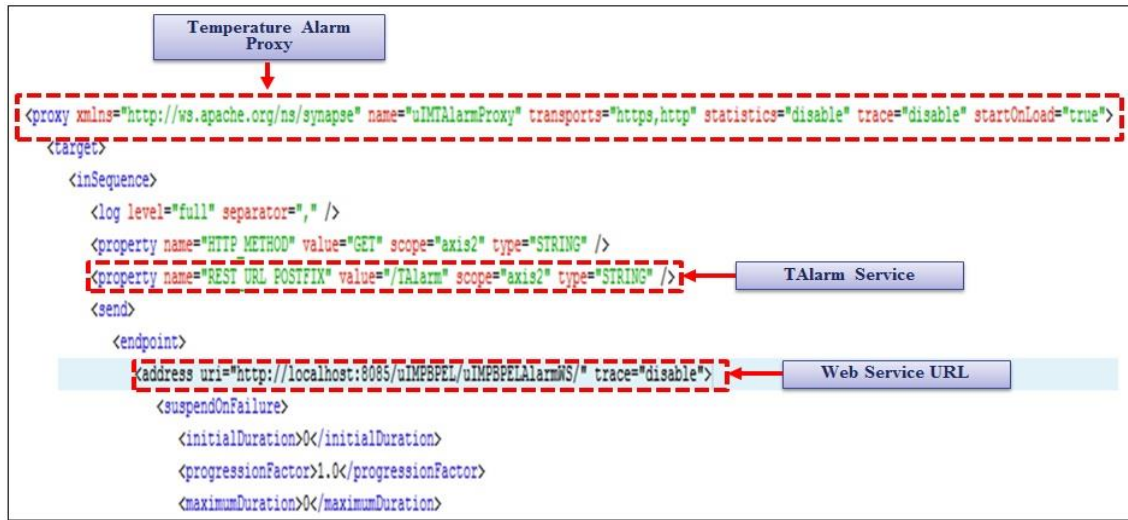 Temperature Alarm
Proxy
<proxy xmlns="http://ws.apache.org/ns/synapse" name="uIMTAlarmProxy" transports="https,http" statistics="disable" trace="disable" startOnLoad="true">
<target>
<inSequence>
<log level="full" separator="," />
<property name="HTTP_METHOD" value="GET" scope="axis2" type="STRING" />
<property name="REST_URL_POSTFIX" value="/TAlarm" scope="axis2" type="STRING" />
TAlarm Service
<send>
<endpoint>
<address uri="http://localhost:8085/uIMPBPEL/uIMPBPELAlarmWS/" trace="disable">
Web Service URL
<suspendOnFailure>
<initialDuration>0</initialDuration>
<progressionFactor>1.0</progressionFactor>
<maximumDuration>0</maximumDuration>